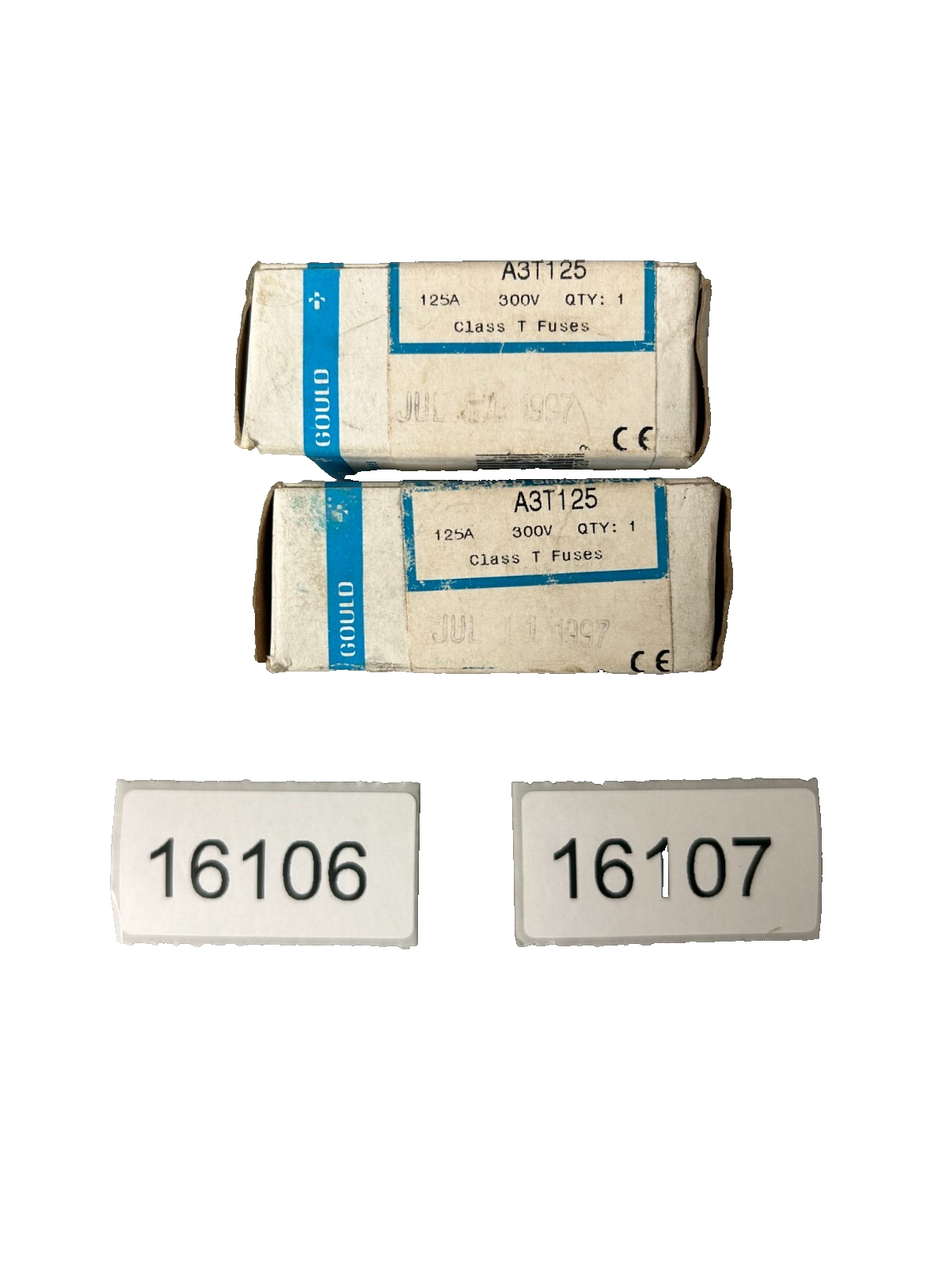 A3T125
125A 300V QTY: 1
Class T Fuses
GOULD
JUL 1997
CE
A3T125
125A 300V QTY: 1
Class T Fuses
GOULD
JUL 1997
CE
16106
16107